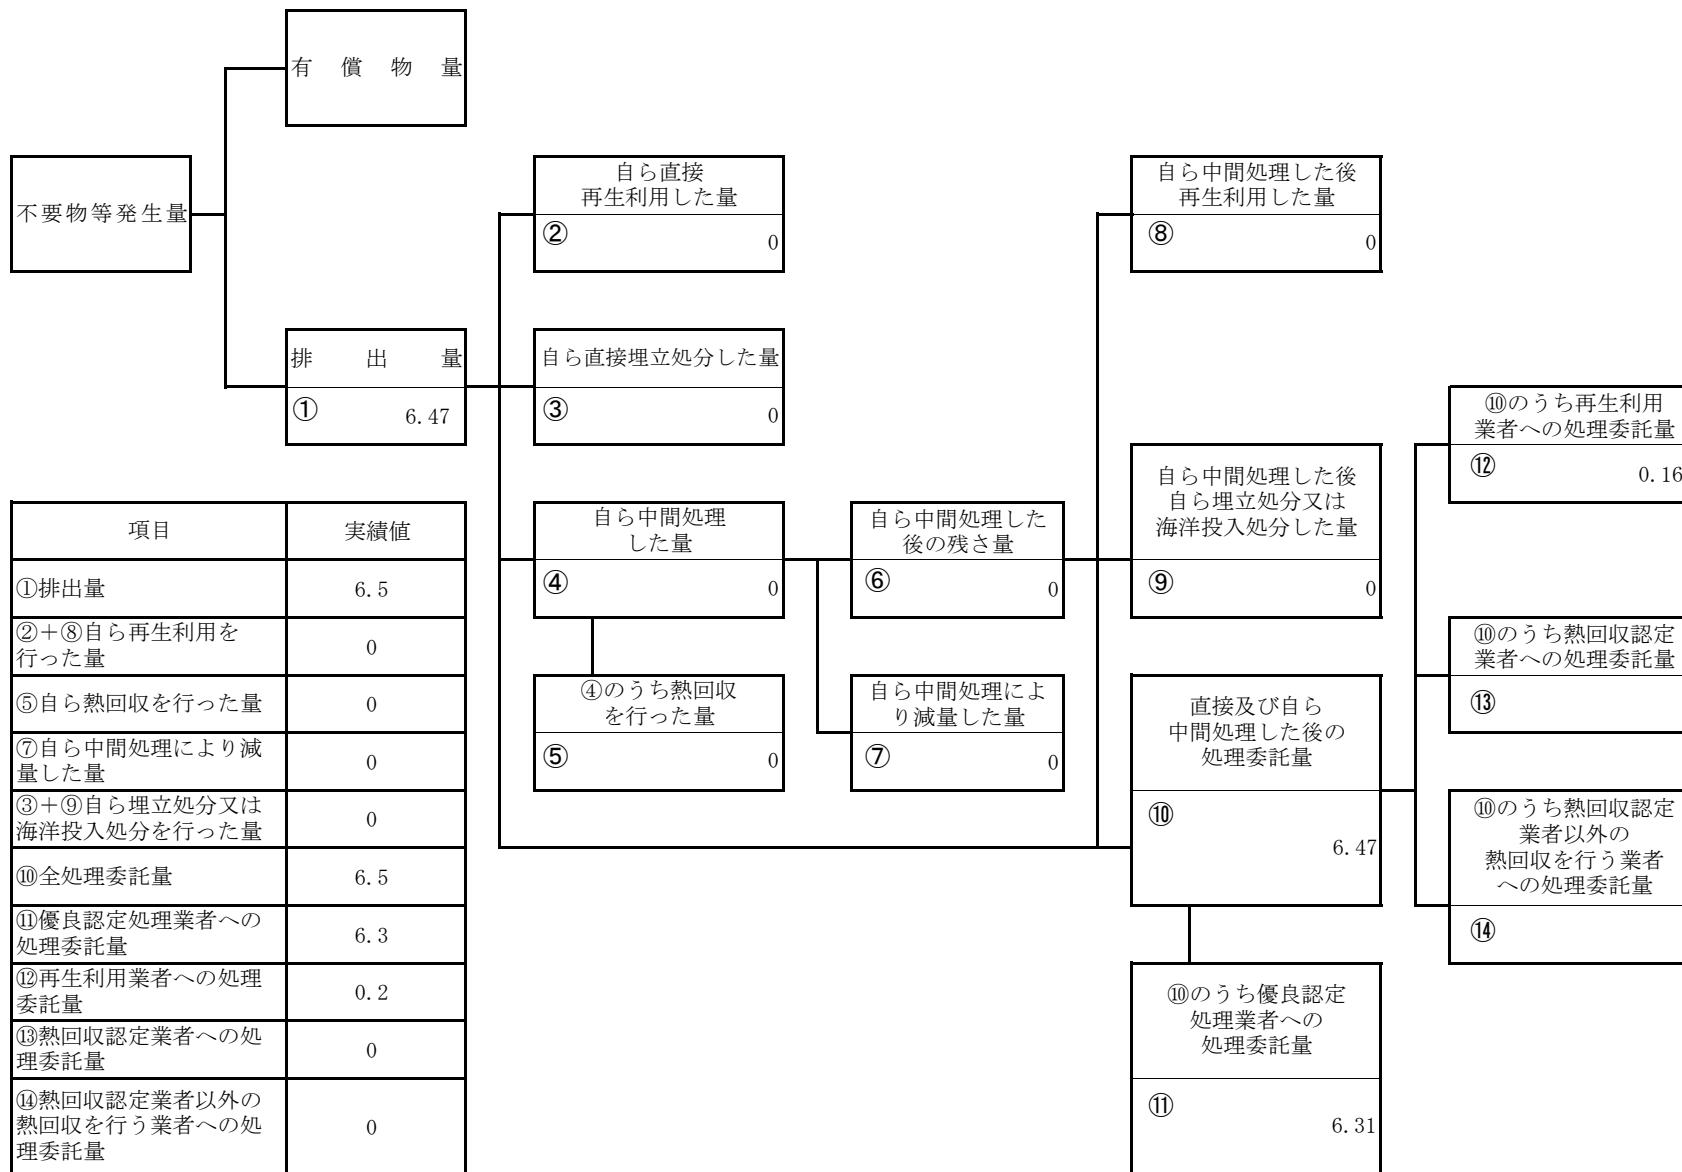 有償物量
不要物等発生量
排出量
① 6.47
自ら直接
再生利用した量
② 0
自ら直接埋立処分した量
③ 0
自ら中間処理
した量
④ 0
④のうち熱回収
を行った量
⑤ 0
自ら中間処理した
後の残さ量
⑥ 0
自ら中間処理によ
り減量した量
⑦ 0
自ら中間処理した後
再生利用した量
⑧ 0
自ら中間処理した後
自ら埋立処分又は
海洋投入処分した量
⑨ 0
直接及び自ら
中間処理した後の
処理委託量
⑩
6.47
⑩のうち優良認定
処理業者への
処理委託量
⑪
6.31
⑩のうち再生利用
業者への処理委託量
⑫ 0.16
⑩のうち熱回収認定
業者への処理委託量
⑬
⑩のうち熱回収認定
業者以外の
熱回収を行う業者
への処理委託量
⑭
項目 実績値
①排出量 6.5
②＋⑧自ら再生利用を
行った量 0
⑤自ら熱回収を行った量 0
⑦自ら中間処理により減
量した量 0
③＋⑨自ら埋立処分又は
海洋投入処分を行った量 0
⑩全処理委託量 6.5
⑪優良認定処理業者への
処理委託量 6.3
⑫再生利用業者への処理
委託量 0.2
⑬熱回収認定業者への処
理委託量 0
⑭熱回収認定業者以外の
熱回収を行う業者への処
理委託量 0